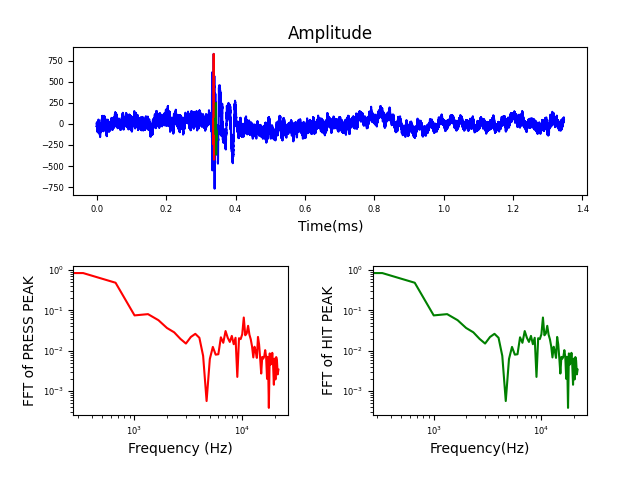 Amplitude
750
500
250
0
−250
−500
−750
0.0 0.2 0.4 0.6 0.8 1.0 1.2 1.4
Time(ms)
FFT of PRESS PEAK
10⁰
10⁻¹
10⁻²
10⁻³
10³ 10⁴
Frequency (Hz)
FFT of HIT PEAK
10⁰
10⁻¹
10⁻²
10⁻³
10³ 10⁴
Frequency(Hz)